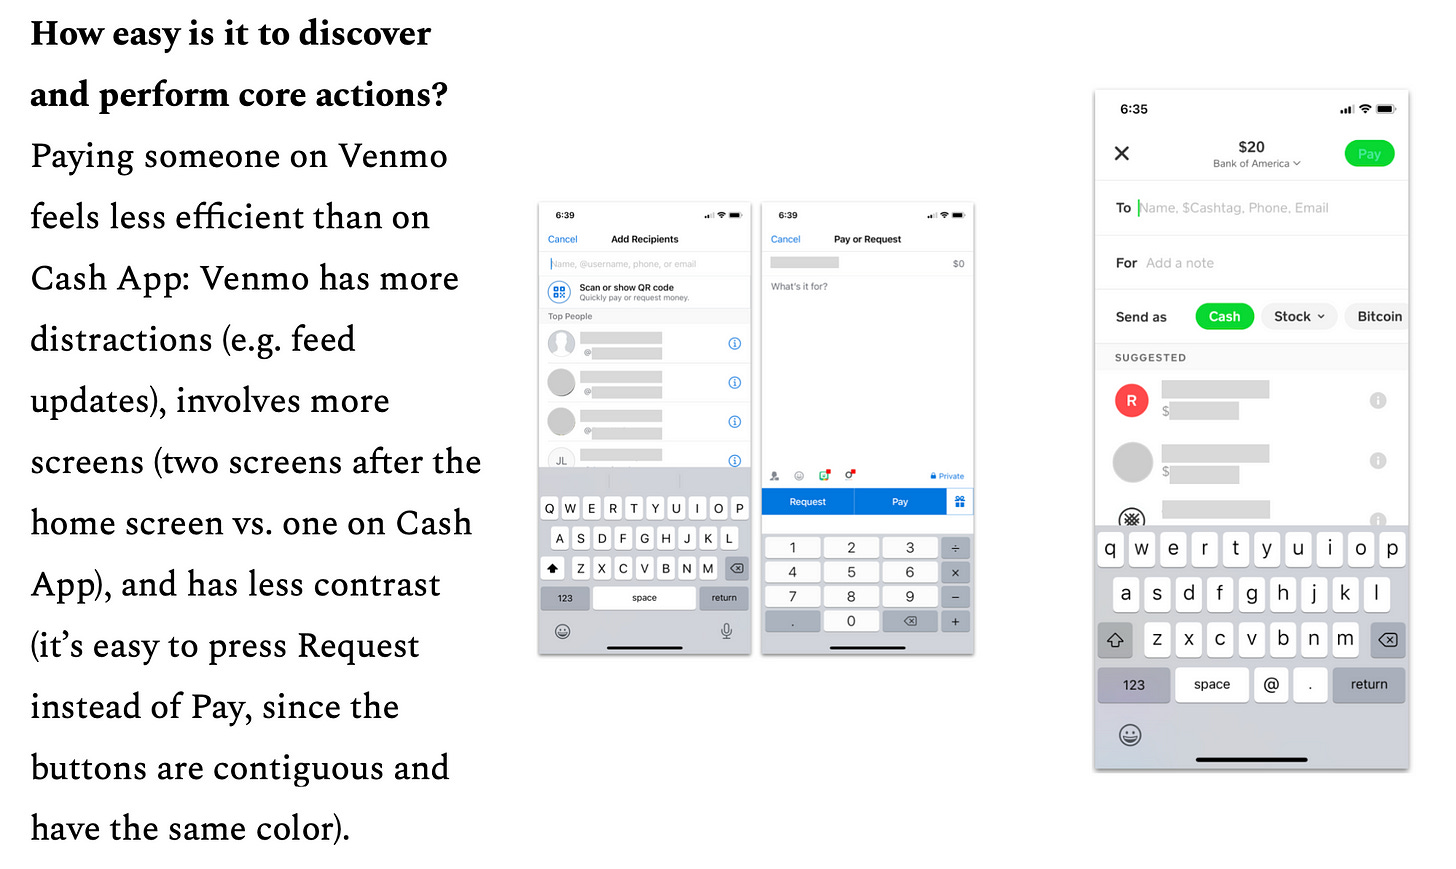 How easy is it to discover
and perform core actions?
Paying someone on Venmo
feels less efficient than on
Cash App: Venmo has more
distractions (e.g. feed
updates), involves more
screens (two screens after the
home screen vs. one on Cash
App), and has less contrast
(it's easy to press Request
instead of Pay, since the
buttons are contiguous and
have the same color).
6:39
Cancel Add Recipients
Name, @username, phone, or email
Scan or show QR code
Quickly pay or request money.
Top People
@
@
@
JL
Q W E R T Y U I O P
A S D F G H J K L
Z X C V B N M
123 space return
6:39
Cancel Pay or Request
$0
What's it for?
Private
Request Pay
1 2 3 ÷
4 5 6 ×
7 8 9 −
. 0 +
6:35
$20
Bank of America
Pay
To Name, $Cashtag, Phone, Email
For Add a note
Send as Cash Stock Bitcoin
SUGGESTED
R
$
$
q w e r t y u i o p
a s d f g h j k l
z x c v b n m
123 space @ . return